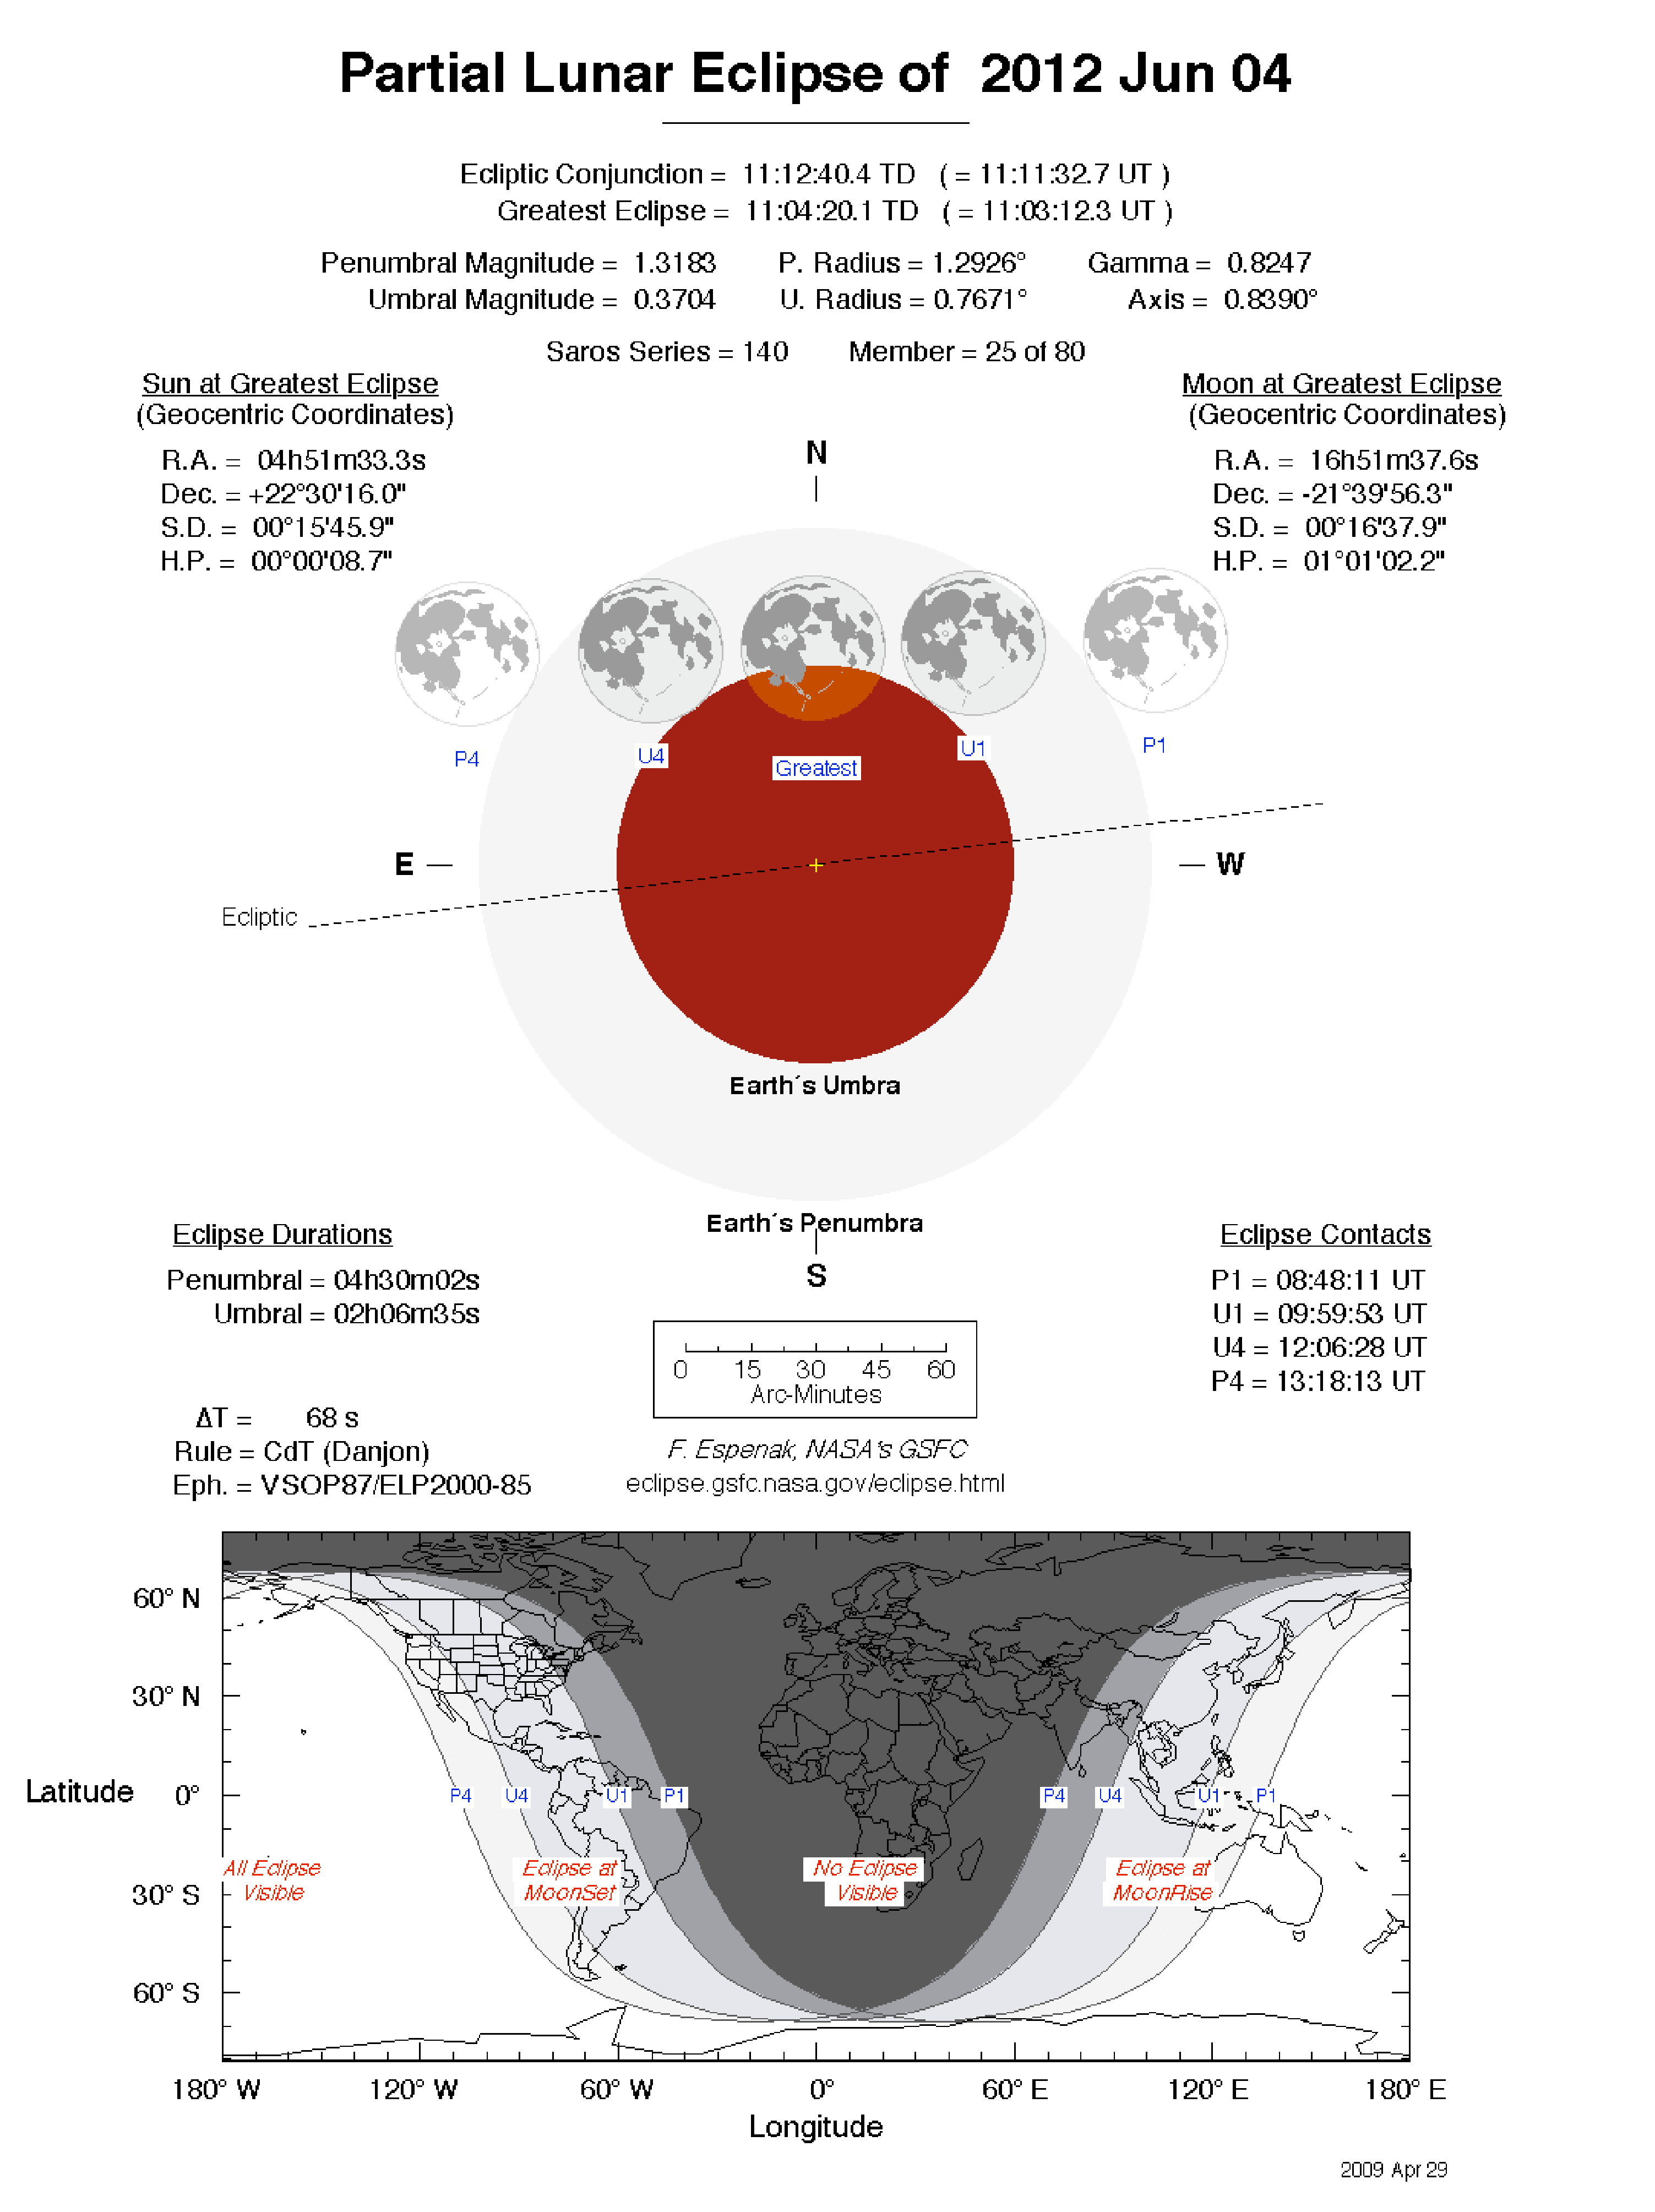 Partial Lunar Eclipse of 2012 Jun 04
Ecliptic Conjunction = 11:12:40.4 TD ( = 11:11:32.7 UT )
Greatest Eclipse = 11:04:20.1 TD ( = 11:03:12.3 UT )
Penumbral Magnitude = 1.3183 P. Radius = 1.2926° Gamma = 0.8247
Umbral Magnitude = 0.3704 U. Radius = 0.7671° Axis = 0.8390°
Saros Series = 140 Member = 25 of 80
Sun at Greatest Eclipse
(Geocentric Coordinates)
R.A. = 04h51m33.3s
Dec. = +22°30'16.0"
S.D. = 00°15'45.9"
H.P. = 00°00'08.7"
Moon at Greatest Eclipse
(Geocentric Coordinates)
R.A. = 16h51m37.6s
Dec. = -21°39'56.3"
S.D. = 00°16'37.9"
H.P. = 01°01'02.2"
N
P4
U4
Greatest
U1
P1
E
W
Ecliptic
Earth´s Umbra
Earth´s Penumbra
S
Eclipse Durations
Penumbral = 04h30m02s
Umbral = 02h06m35s
Eclipse Contacts
P1 = 08:48:11 UT
U1 = 09:59:53 UT
U4 = 12:06:28 UT
P4 = 13:18:13 UT
0 15 30 45 60
Arc-Minutes
ΔT = 68 s
Rule = CdT (Danjon)
Eph. = VSOP87/ELP2000-85
F. Espenak, NASA's GSFC
eclipse.gsfc.nasa.gov/eclipse.html
60° N
30° N
Latitude 0°
30° S
60° S
P4 U4 U1 P1 P4 U4 U1 P1
All Eclipse
Visible
Eclipse at
MoonSet
No Eclipse
Visible
Eclipse at
MoonRise
180° W 120° W 60° W 0° 60° E 120° E 180° E
Longitude
2009 Apr 29